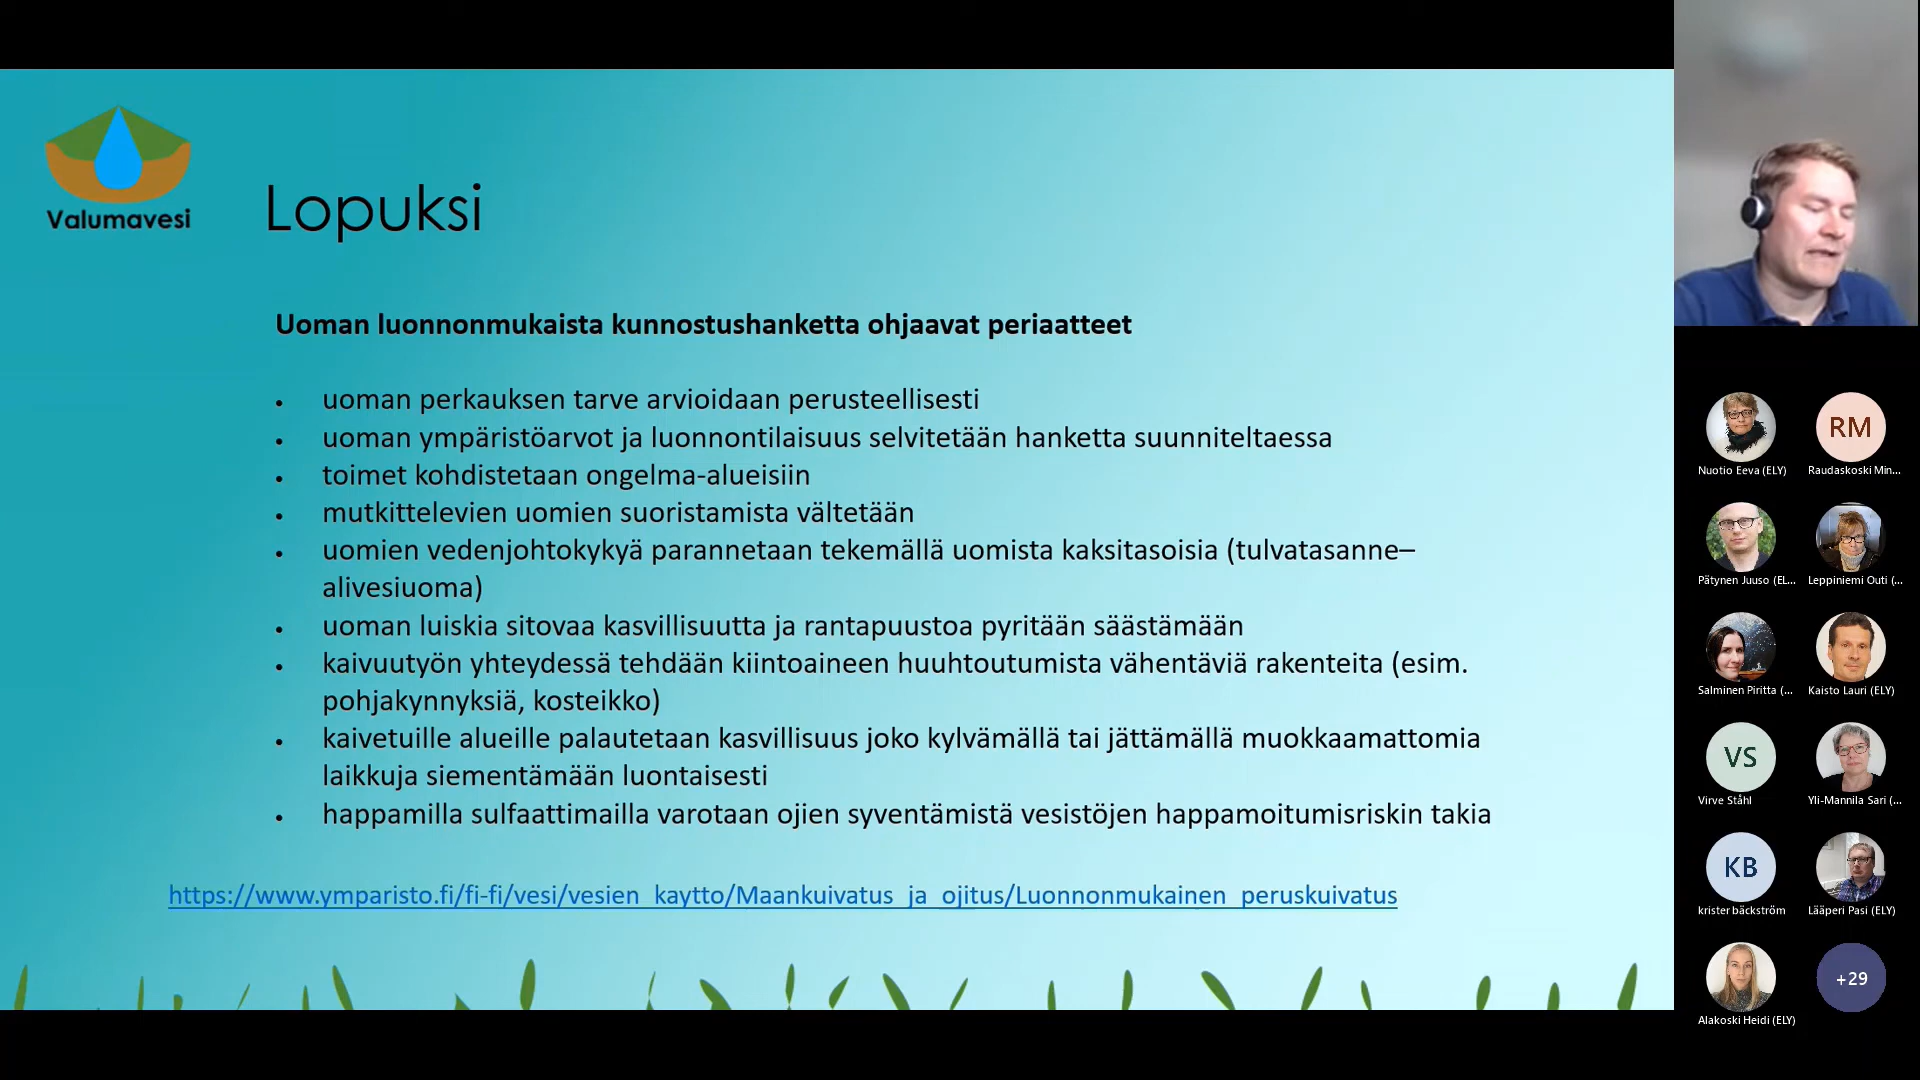 Valumavesi
Lopuksi
Uoman luonnonmukaista kunnostushanketta ohjaavat periaatteet
• uoman perkauksen tarve arvioidaan perusteellisesti
• uoman ympäristöarvot ja luonnontilaisuus selvitetään hanketta suunniteltaessa
• toimet kohdistetaan ongelma-alueisiin
• mutkittelevien uomien suoristamista vältetään
• uomien vedenjohtokykyä parannetaan tekemällä uomista kaksitasoisia (tulvatasanne–
alivesiuoma)
• uoman luiskia sitovaa kasvillisuutta ja rantapuustoa pyritään säästämään
• kaivuutyön yhteydessä tehdään kiintoaineen huuhtoutumista vähentäviä rakenteita (esim.
pohjakynnyksiä, kosteikko)
• kaivetuille alueille palautetaan kasvillisuus joko kylvämällä tai jättämällä muokkaamattomia
laikkuja siementämään luontaisesti
• happamilla sulfaattimailla varotaan ojien syventämistä vesistöjen happamoitumisriskin takia
https://www.ymparisto.fi/fi-fi/vesi/vesien_kaytto/Maankuivatus_ja_ojitus/Luonnonmukainen_peruskuivatus
RM
Nuotio Eeva (ELY) Raudaskoski Min...
Pätynen Juuso (EL... Leppiniemi Outi (...
Salminen Piritta (... Kaisto Lauri (ELY)
VS
Virve Ståhl Yli-Mannila Sari (...
KB
krister bäckström Lääperi Pasi (ELY)
+29
Alakoski Heidi (ELY)